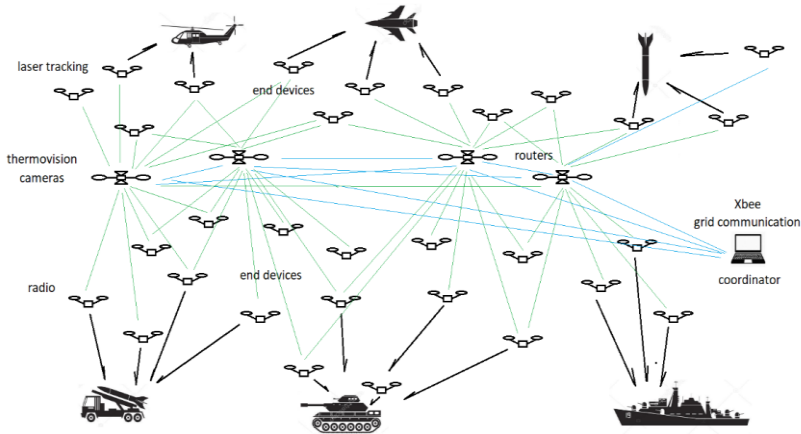 laser tracking
end devices
thermovision
cameras
routers
Xbee
grid communication
coordinator
radio
end devices